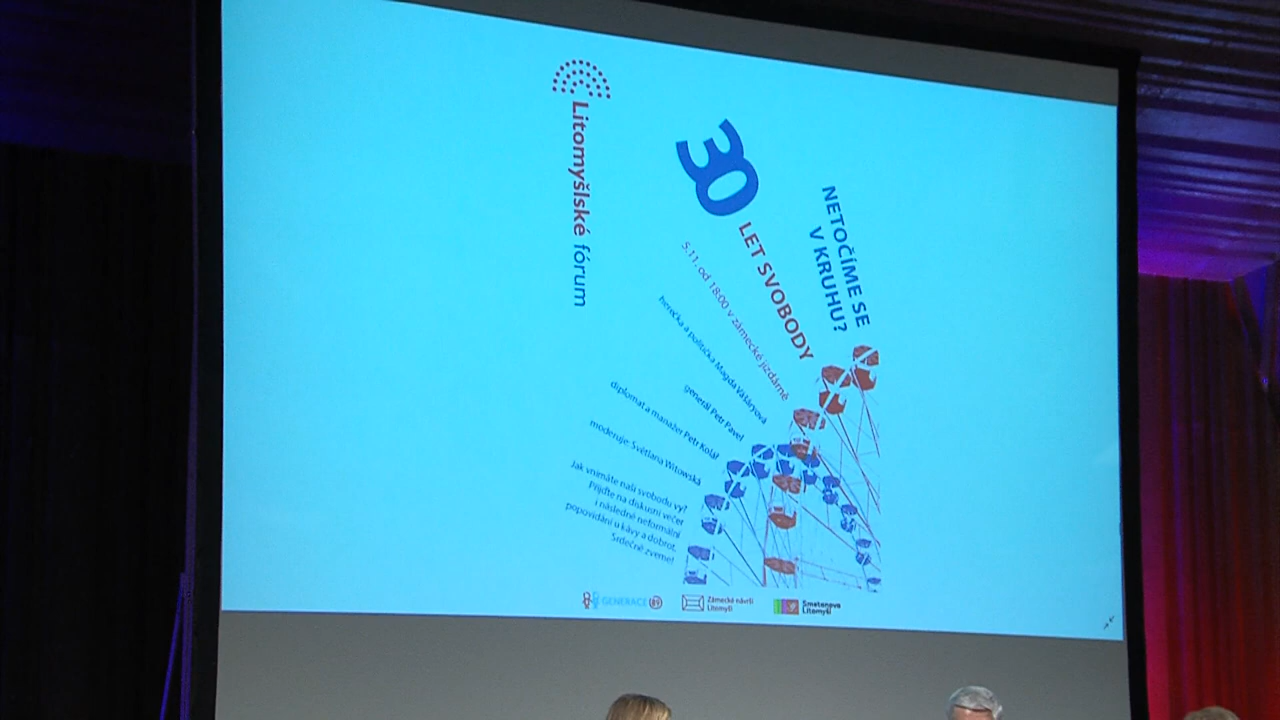 Litomyšlské fórum
30
LET SVOBODY
NETOČÍME SE
V KRUHU?
5.11. od 18:00 v zámecké jízdárně
herečka a politička Magda Vášáryová
generál Petr Pavel
diplomat a manažer Petr Kolář
moderuje: Světlana Witowská
Jak vnímáte naši svobodu vy?
Přijďte na diskusní večer
i následné neformální
popovídání u kávy a dobrot.
Srdečně zveme!
GENERACE 89
Zámecké návrší
Litomyšl
Smetanova
Litomyšl